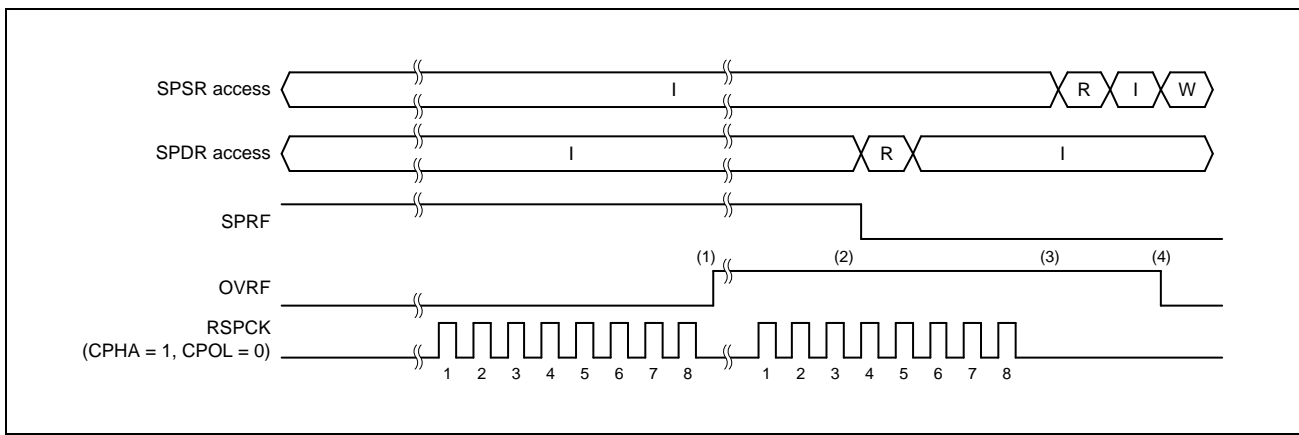 SPSR access I R I W
SPDR access I R I
SPRF
(1) (2) (3) (4)
OVRF
RSPCK
(CPHA = 1, CPOL = 0)
1 2 3 4 5 6 7 8 1 2 3 4 5 6 7 8